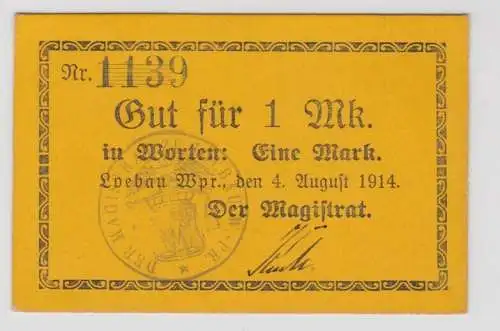 Nr. 1139
Gut für 1 Mk.
in Worten: Eine Mark.
Loebau Wpr., den 4. August 1914.
Der Magistrat.